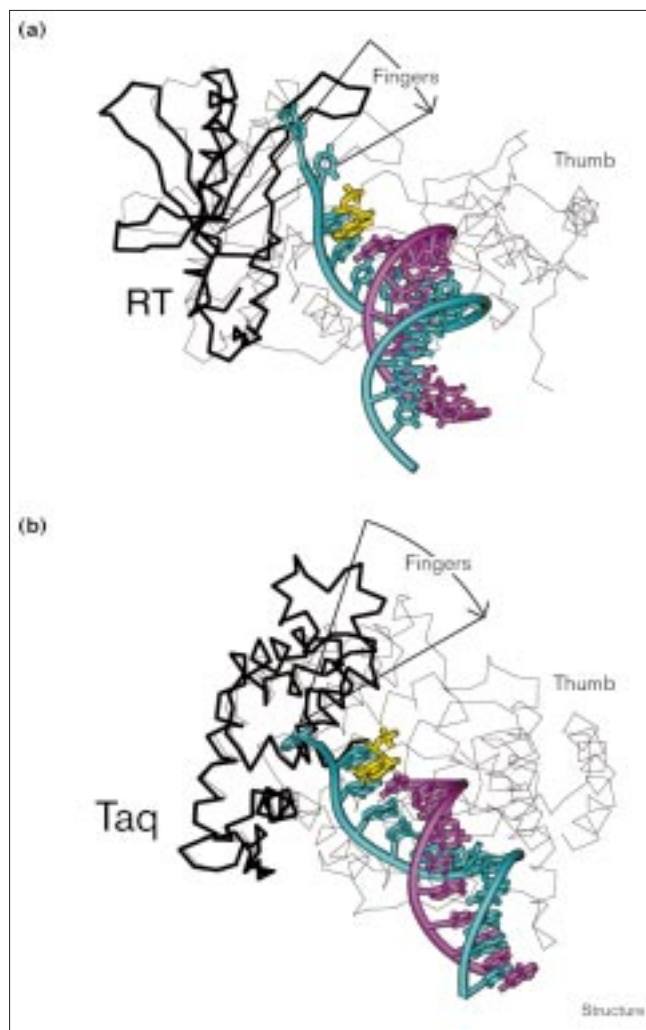 (a)
Fingers
Thumb
RT
(b)
Fingers
Thumb
Taq
Structure